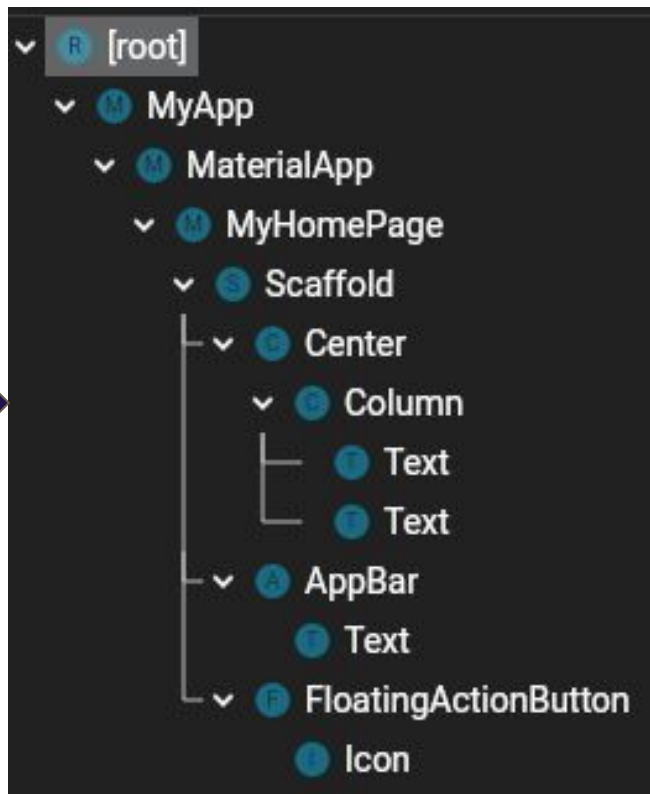 R [root]
M MyApp
M MaterialApp
M MyHomePage
S Scaffold
C Center
C Column
T Text
T Text
A AppBar
T Text
F FloatingActionButton
I Icon